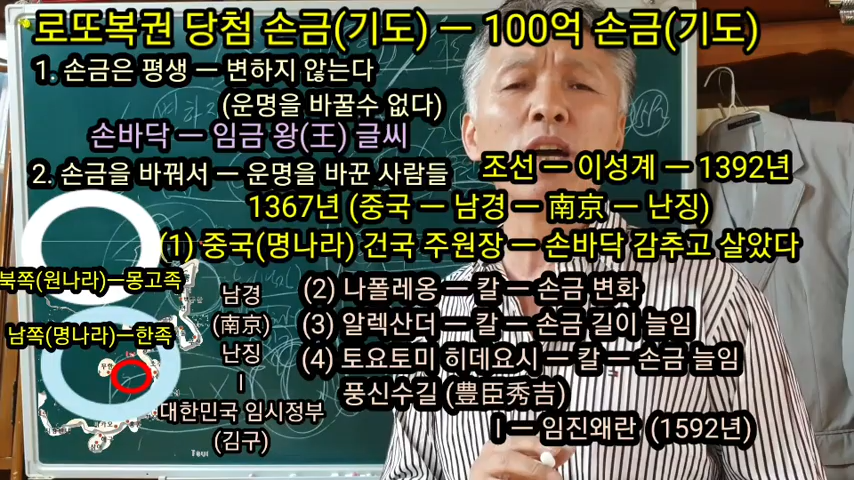 로또복권 당첨 손금(기도) ㅡ 100억 손금(기도)
1. 손금은 평생 ㅡ 변하지 않는다
(운명을 바꿀수 없다)
손바닥 ㅡ 임금 왕(王) 글씨
2. 손금을 바꿔서 ㅡ 운명을 바꾼 사람들
조선 ㅡ 이성계 ㅡ 1392년
1367년 (중국 ㅡ 남경 ㅡ 南京 ㅡ 난징)
(1) 중국(명나라) 건국 주원장 ㅡ 손바닥 감추고 살았다
북쪽(원나라)ㅡ몽고족
남쪽(명나라)ㅡ한족
남경
(南京)
난징
ㅣ
대한민국 임시정부
(김구)
(2) 나폴레옹 ㅡ 칼 ㅡ 손금 변화
(3) 알렉산더 ㅡ 칼 ㅡ 손금 길이 늘임
(4) 토요토미 히데요시 ㅡ 칼 ㅡ 손금 늘임
풍신수길 (豊臣秀吉)
ㅣㅡ 임진왜란 (1592년)